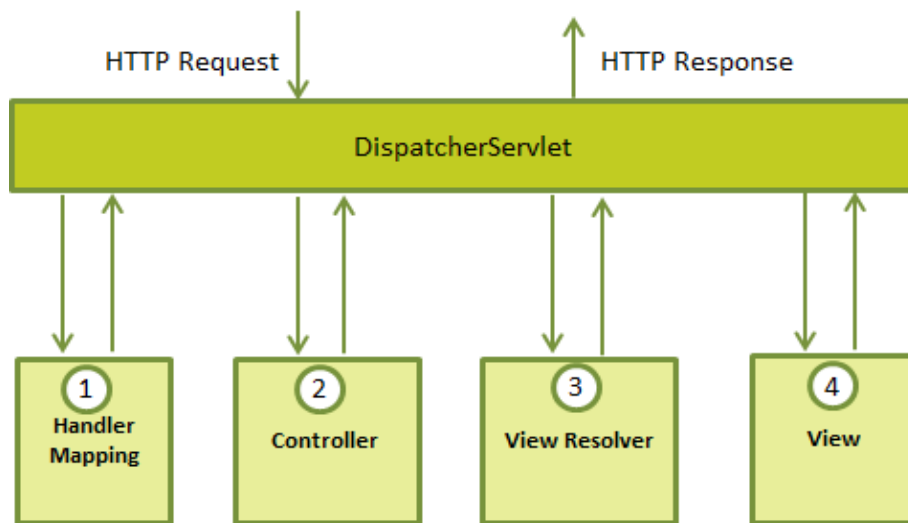 HTTP Request
HTTP Response
DispatcherServlet
1
Handler
Mapping
2
Controller
3
View Resolver
4
View